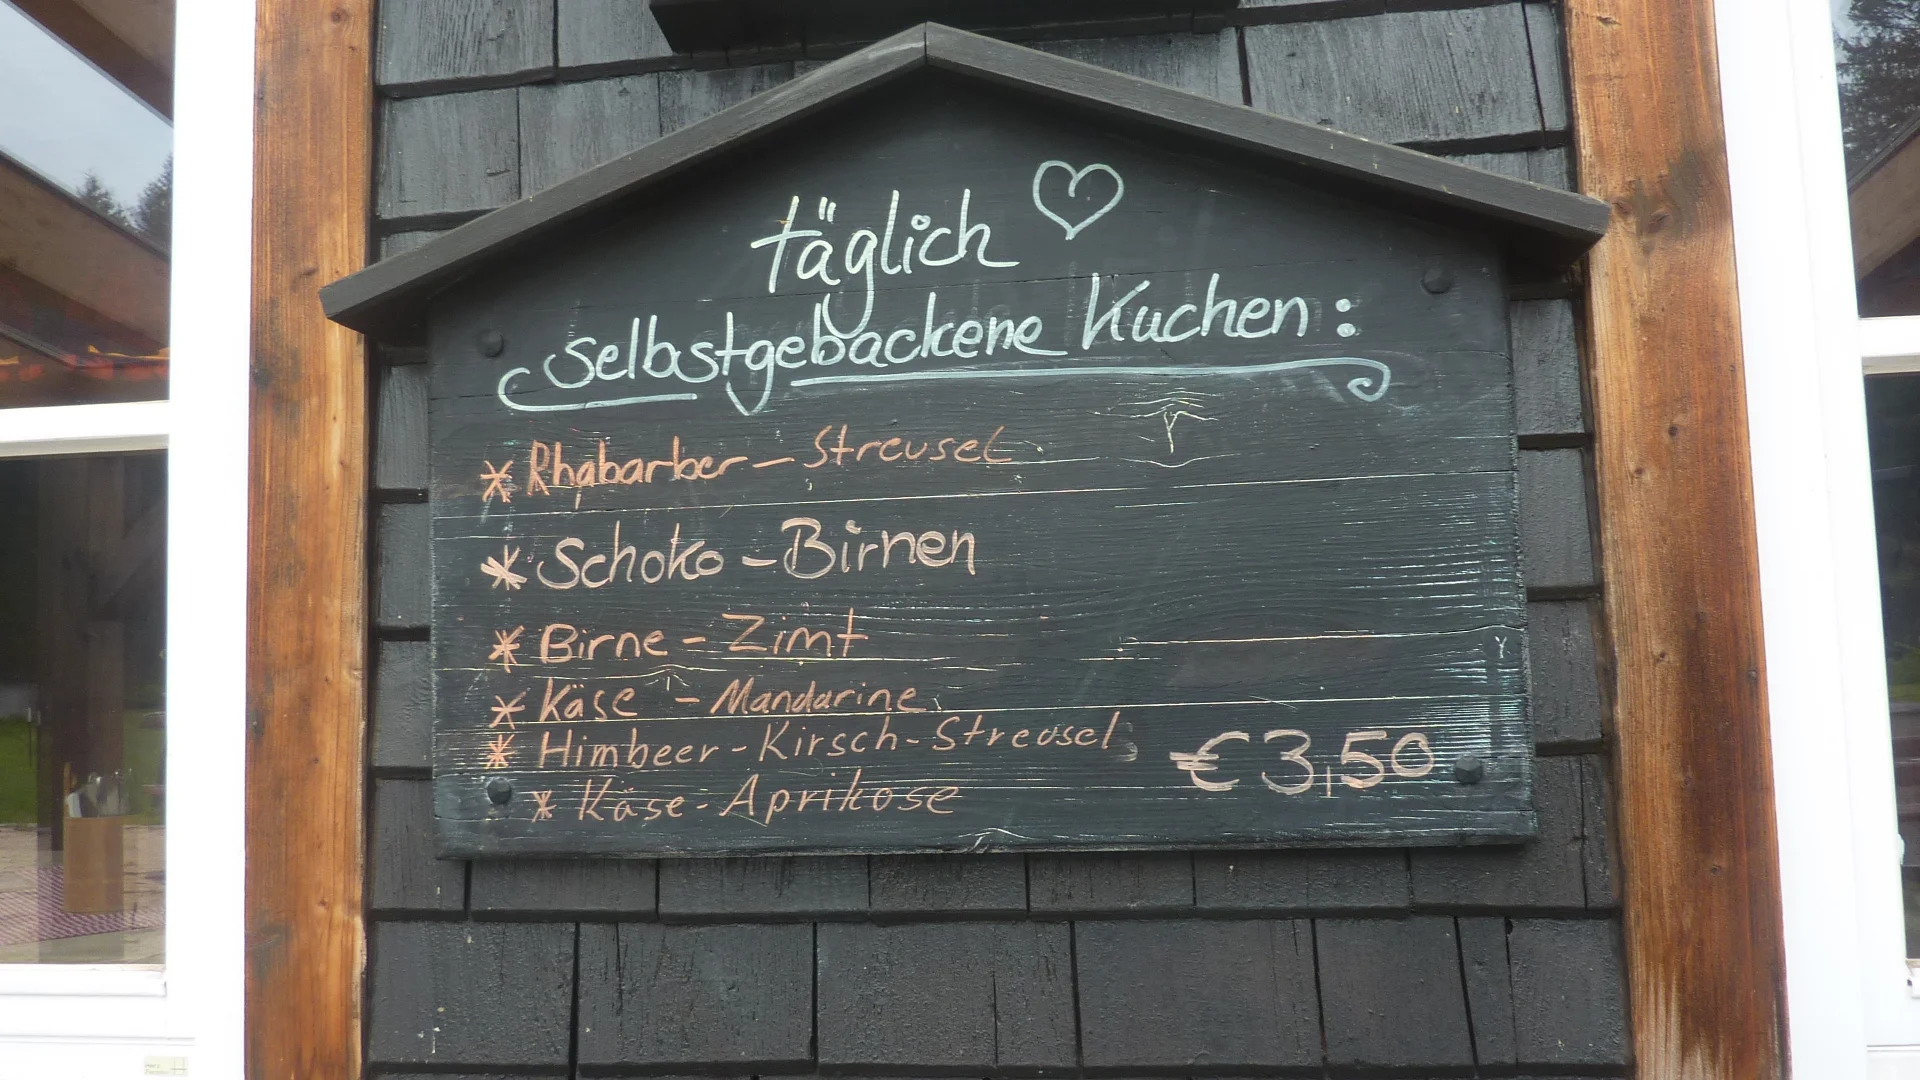 täglich
selbstgebackene Kuchen:
* Rhabarber - Streusel
* Schoko - Birnen
* Birne - Zimt
* Käse - Mandarine
* Himbeer - Kirsch - Streusel
* Käse - Aprikose
€ 3,50